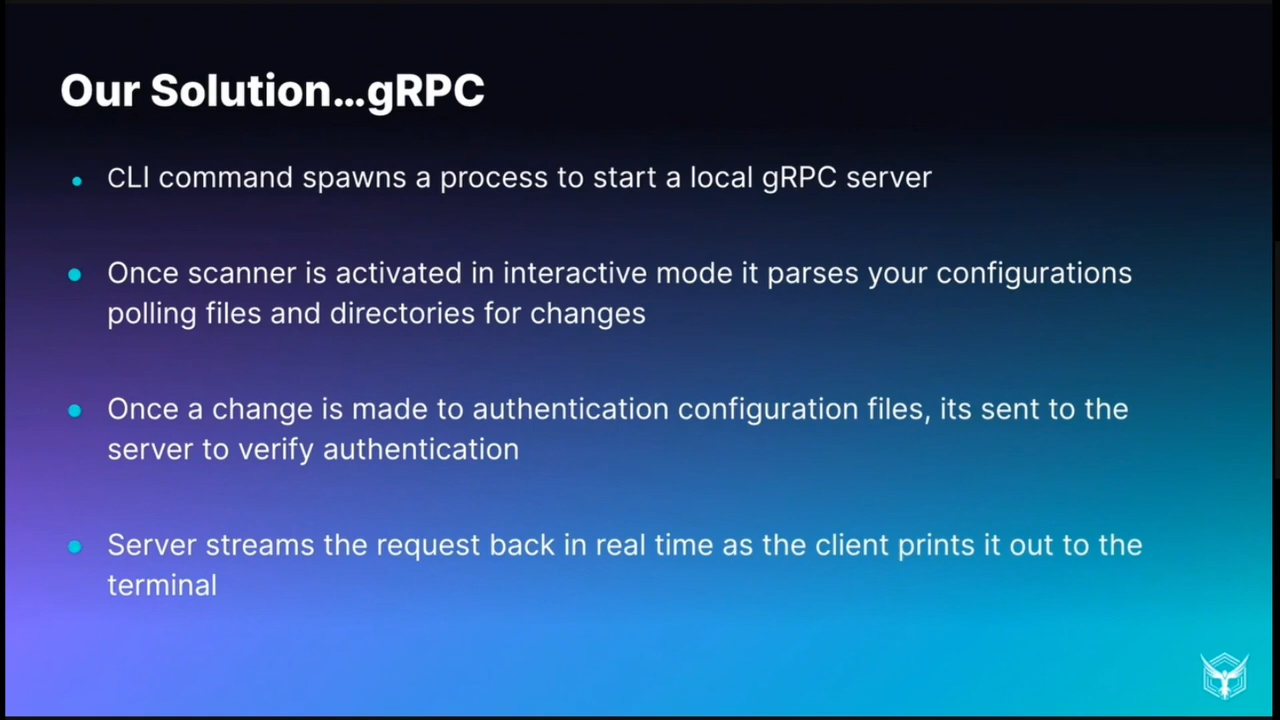 Our Solution...gRPC
• CLI command spawns a process to start a local gRPC server
• Once scanner is activated in interactive mode it parses your configurations
polling files and directories for changes
• Once a change is made to authentication configuration files, its sent to the
server to verify authentication
• Server streams the request back in real time as the client prints it out to the
terminal